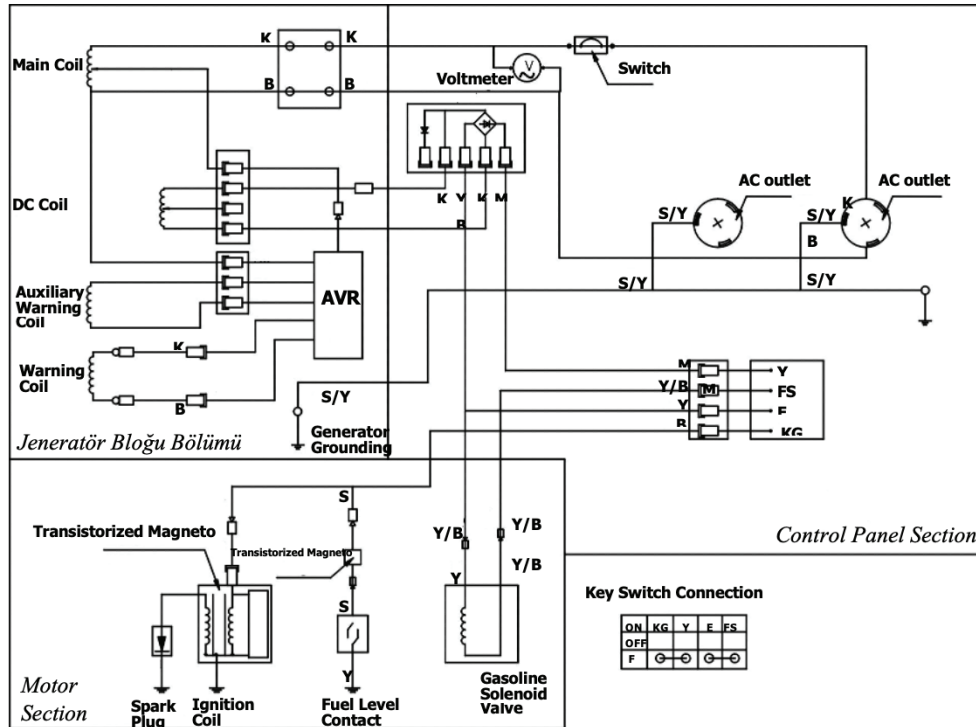 K K
Main Coil
Switch
Voltmeter
V
B B
AC outlet AC outlet
DC Coil
K Y K M
B
S/Y S/Y K
B
Auxiliary
Warning
Coil
AVR
S/Y S/Y
K
Warning
Coil
B
S/Y
M Y
Y/B M FS
Y E
B KG
Generator
Grounding
Jeneratör Bloğu Bölümü
S
Transistorized Magneto
Transistorized Magneto
Y/B Y/B
Y/B
Y
Control Panel Section
S
Key Switch Connection
ON KG Y E FS
OFF
F
Y
Motor
Section
Spark
Plug
Ignition
Coil
Fuel Level
Contact
Gasoline
Solenoid
Valve